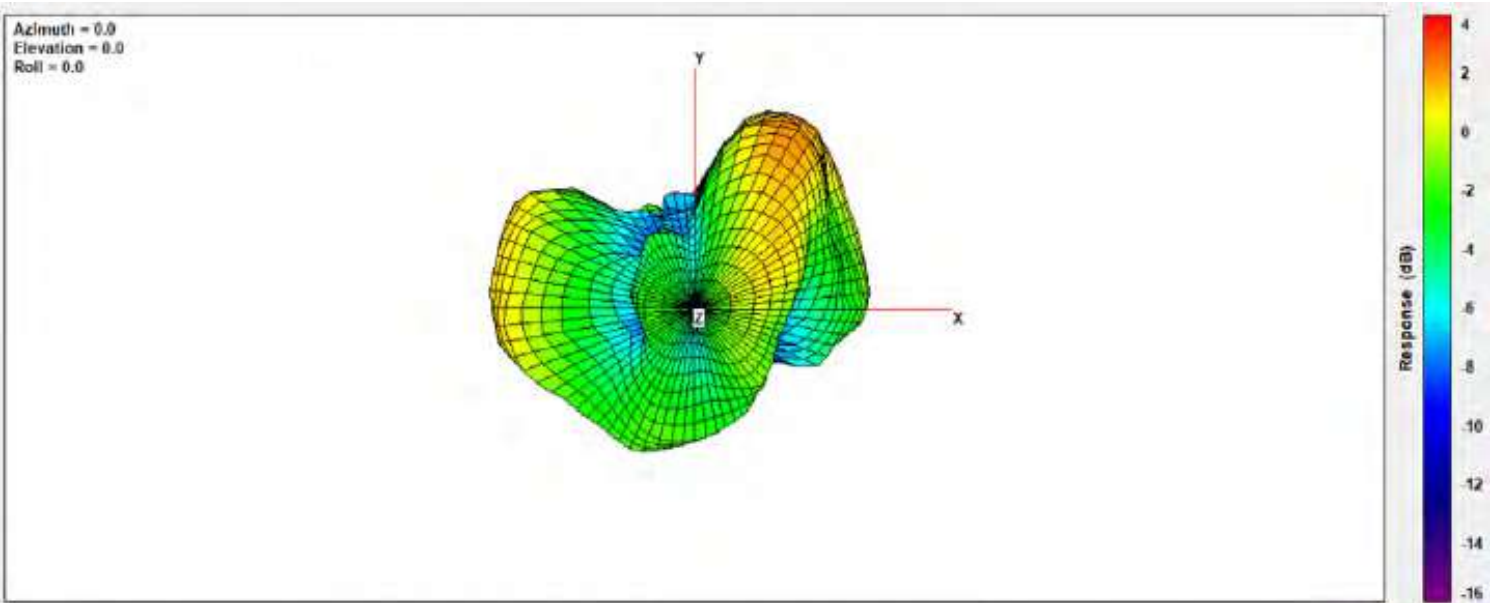 Azimuth = 0.0
Elevation = 0.0
Roll = 0.0
Y
Z
X
Response (dB)
4
2
0
-2
-4
-6
-8
-10
-12
-14
-16